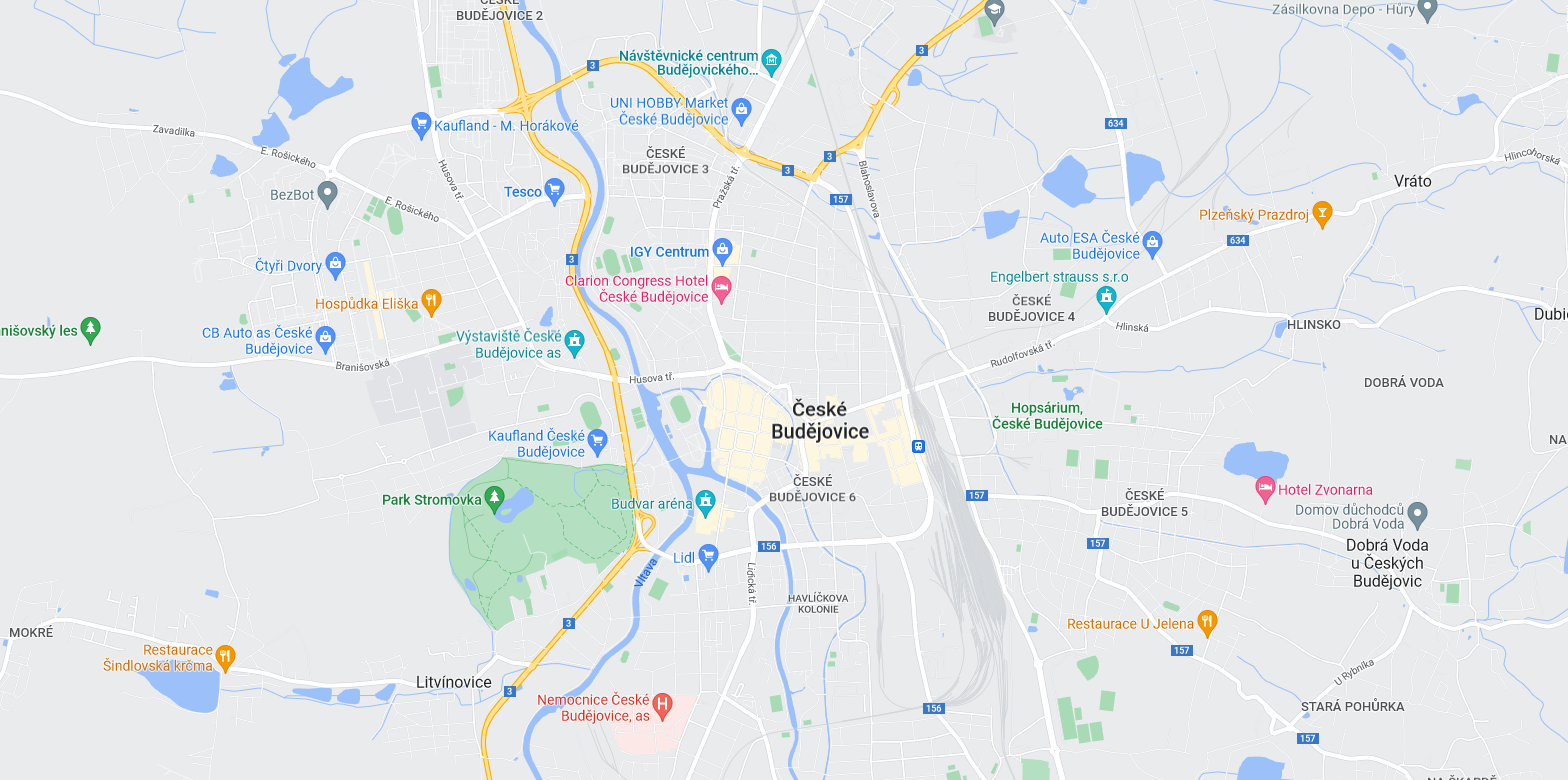 ČESKÉ
BUDĚJOVICE 2
Zásilkovna Depo - Hůry
Návštěvnické centrum
Budějovického...
3
3
UNI HOBBY Market
České Budějovice
Kaufland - M. Horákové
634
Zavadilka
E. Rošického
Husova tř.
ČESKÉ
BUDĚJOVICE 3
3
3
Hlincohorská
Vráto
BezBot
E. Rošického
Tesco
Pražská tř.
157
Blahoslavova
Plzeňský Prazdroj
634
Auto ESA České
Budějovice
IGY Centrum
3
Čtyři Dvory
Clarion Congress Hotel
České Budějovice
Engelbert strauss s.r.o
Hospůdka Eliška
ČESKÉ
BUDĚJOVICE 4
Hlinská
HLINSKO
Dubic
nišovský les
CB Auto as České
Budějovice
Výstaviště České
Budějovice as
Branišovská
Husova tř.
Rudolfovská tř.
DOBRÁ VODA
České
Budějovice
Hopsárium,
České Budějovice
NA
Kaufland České
Budějovice
Park Stromovka
Budvar aréna
ČESKÉ
BUDĚJOVICE 6
157
ČESKÉ
BUDĚJOVICE 5
Hotel Zvonarna
Domov důchodců
Dobrá Voda
Dobrá Voda
u Českých
Budějovic
Lidl
156
157
Vltava
Lidická tř.
HAVLÍČKOVA
KOLONIE
3
MOKRÉ
Restaurace
Šindlovská krčma
Restaurace U Jelena
157
U Rybníka
Litvínovice
3
Nemocnice České
Budějovice, as
156
STARÁ POHŮRKA
157
NA ČKARDĚ